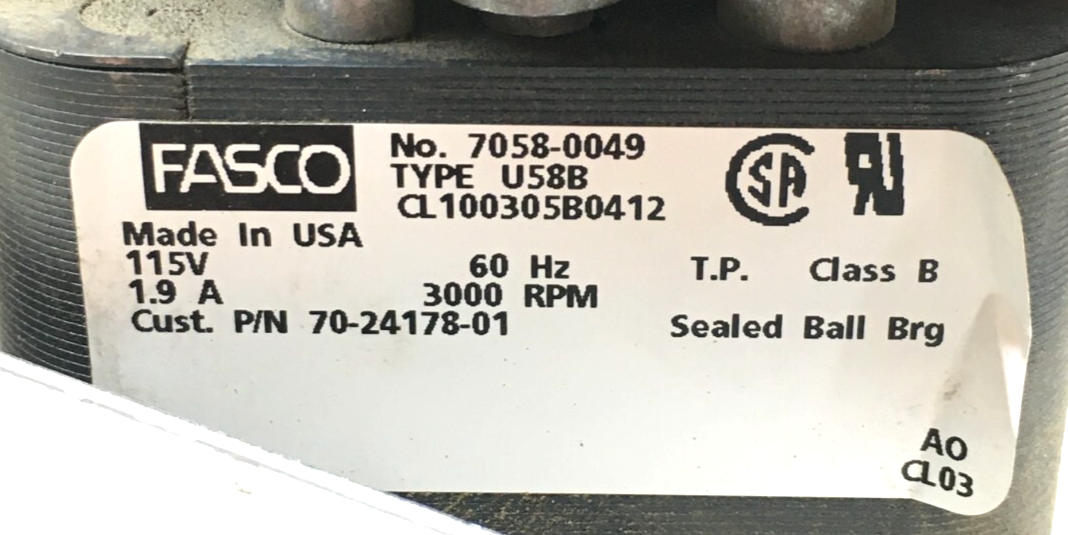 FASCO
No. 7058-0049
TYPE U58B
CL100305B0412
SA
Made In USA
115V 60 Hz T.P. Class B
1.9 A 3000 RPM
Cust. P/N 70-24178-01 Sealed Ball Brg
AO
CL03